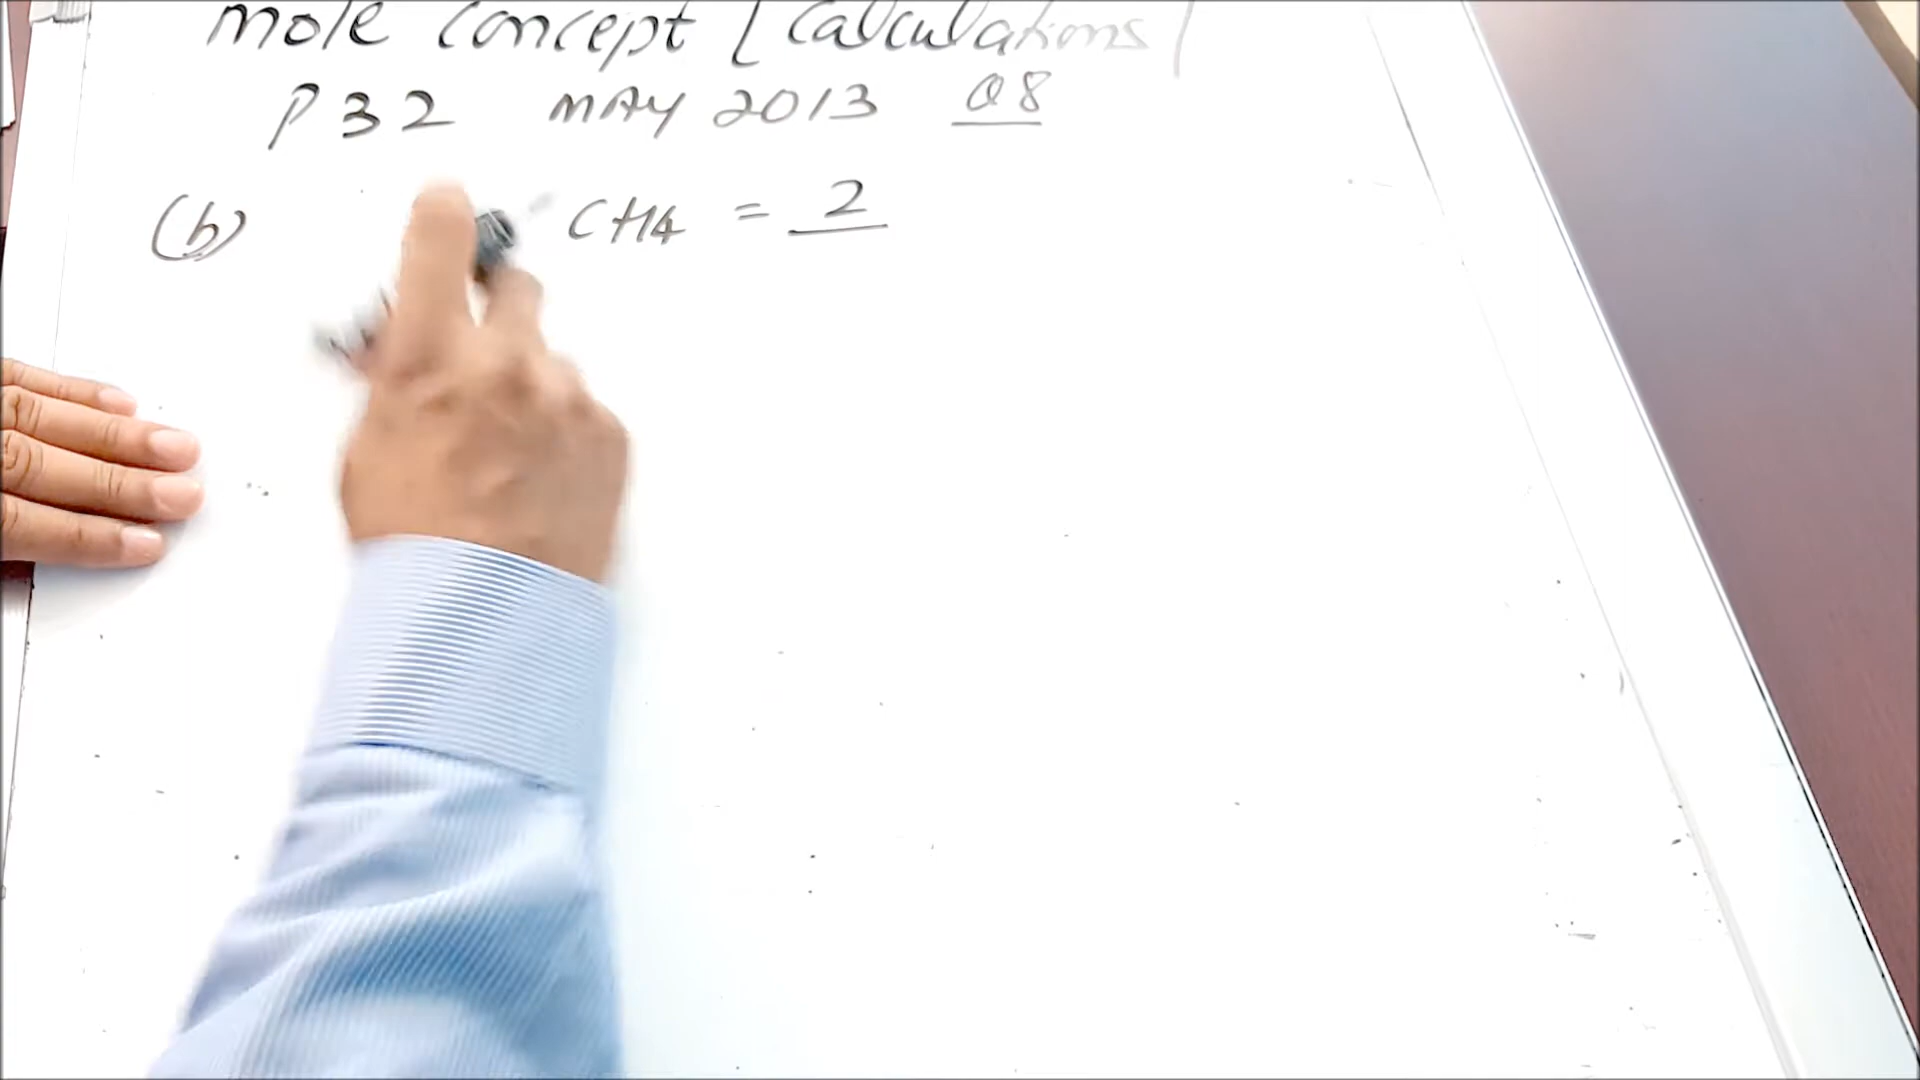 mole concept [calculations]
P32 MAY 2013 Q8
(b) CH4 = 2